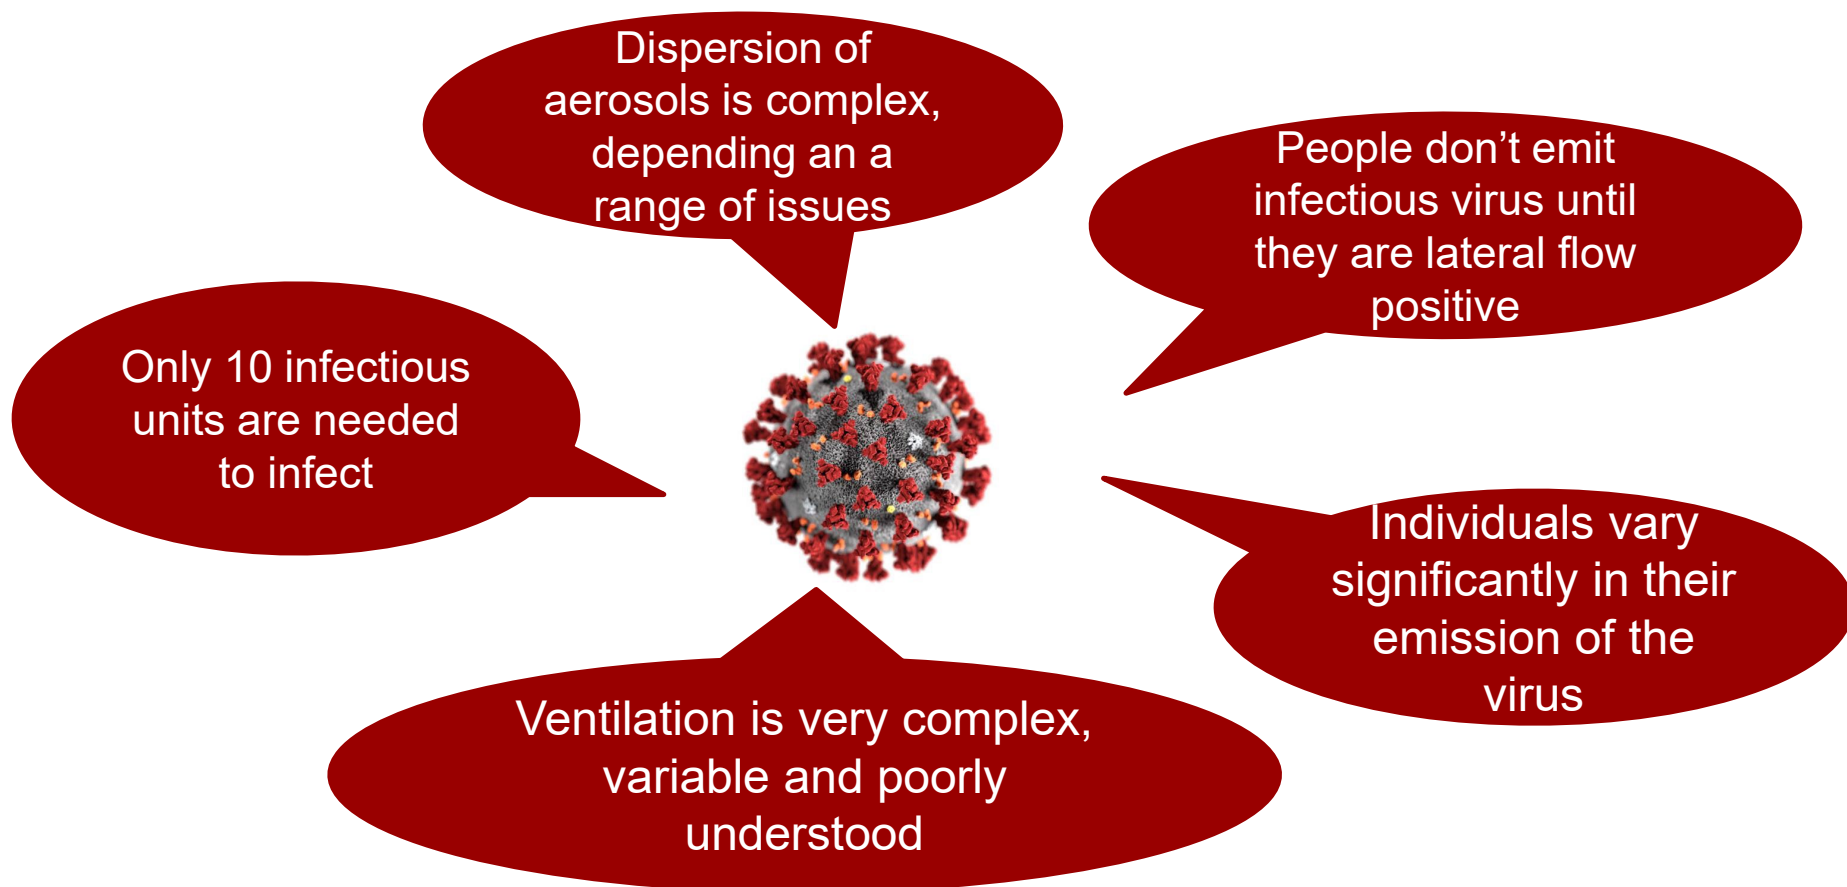 Dispersion of
aerosols is complex,
depending an a
range of issues
People don’t emit
infectious virus until
they are lateral flow
positive
Only 10 infectious
units are needed
to infect
Individuals vary
significantly in their
emission of the
virus
Ventilation is very complex,
variable and poorly
understood